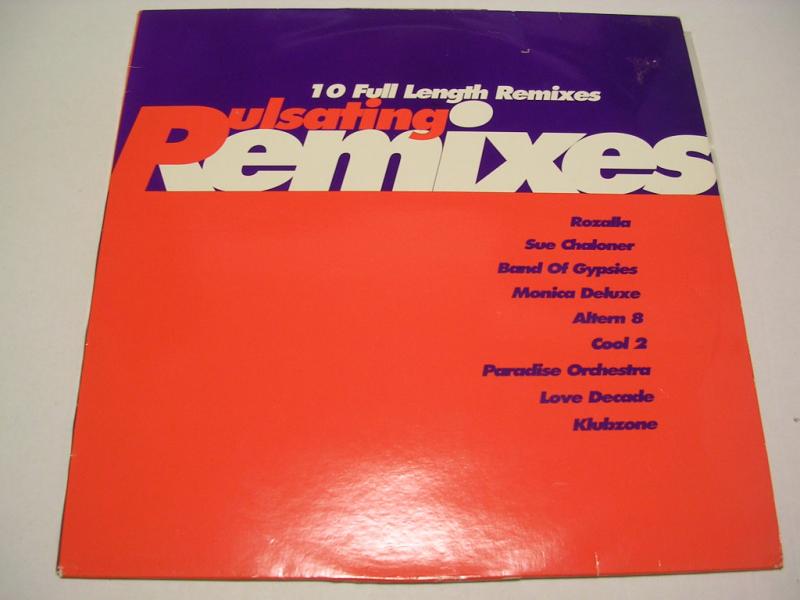 10 Full Length Remixes
Pulsating
Remixes
Rozalla
Sue Chaloner
Band Of Gypsies
Monica Deluxe
Altern 8
Cool 2
Paradise Orchestra
Love Decade
Klubzone